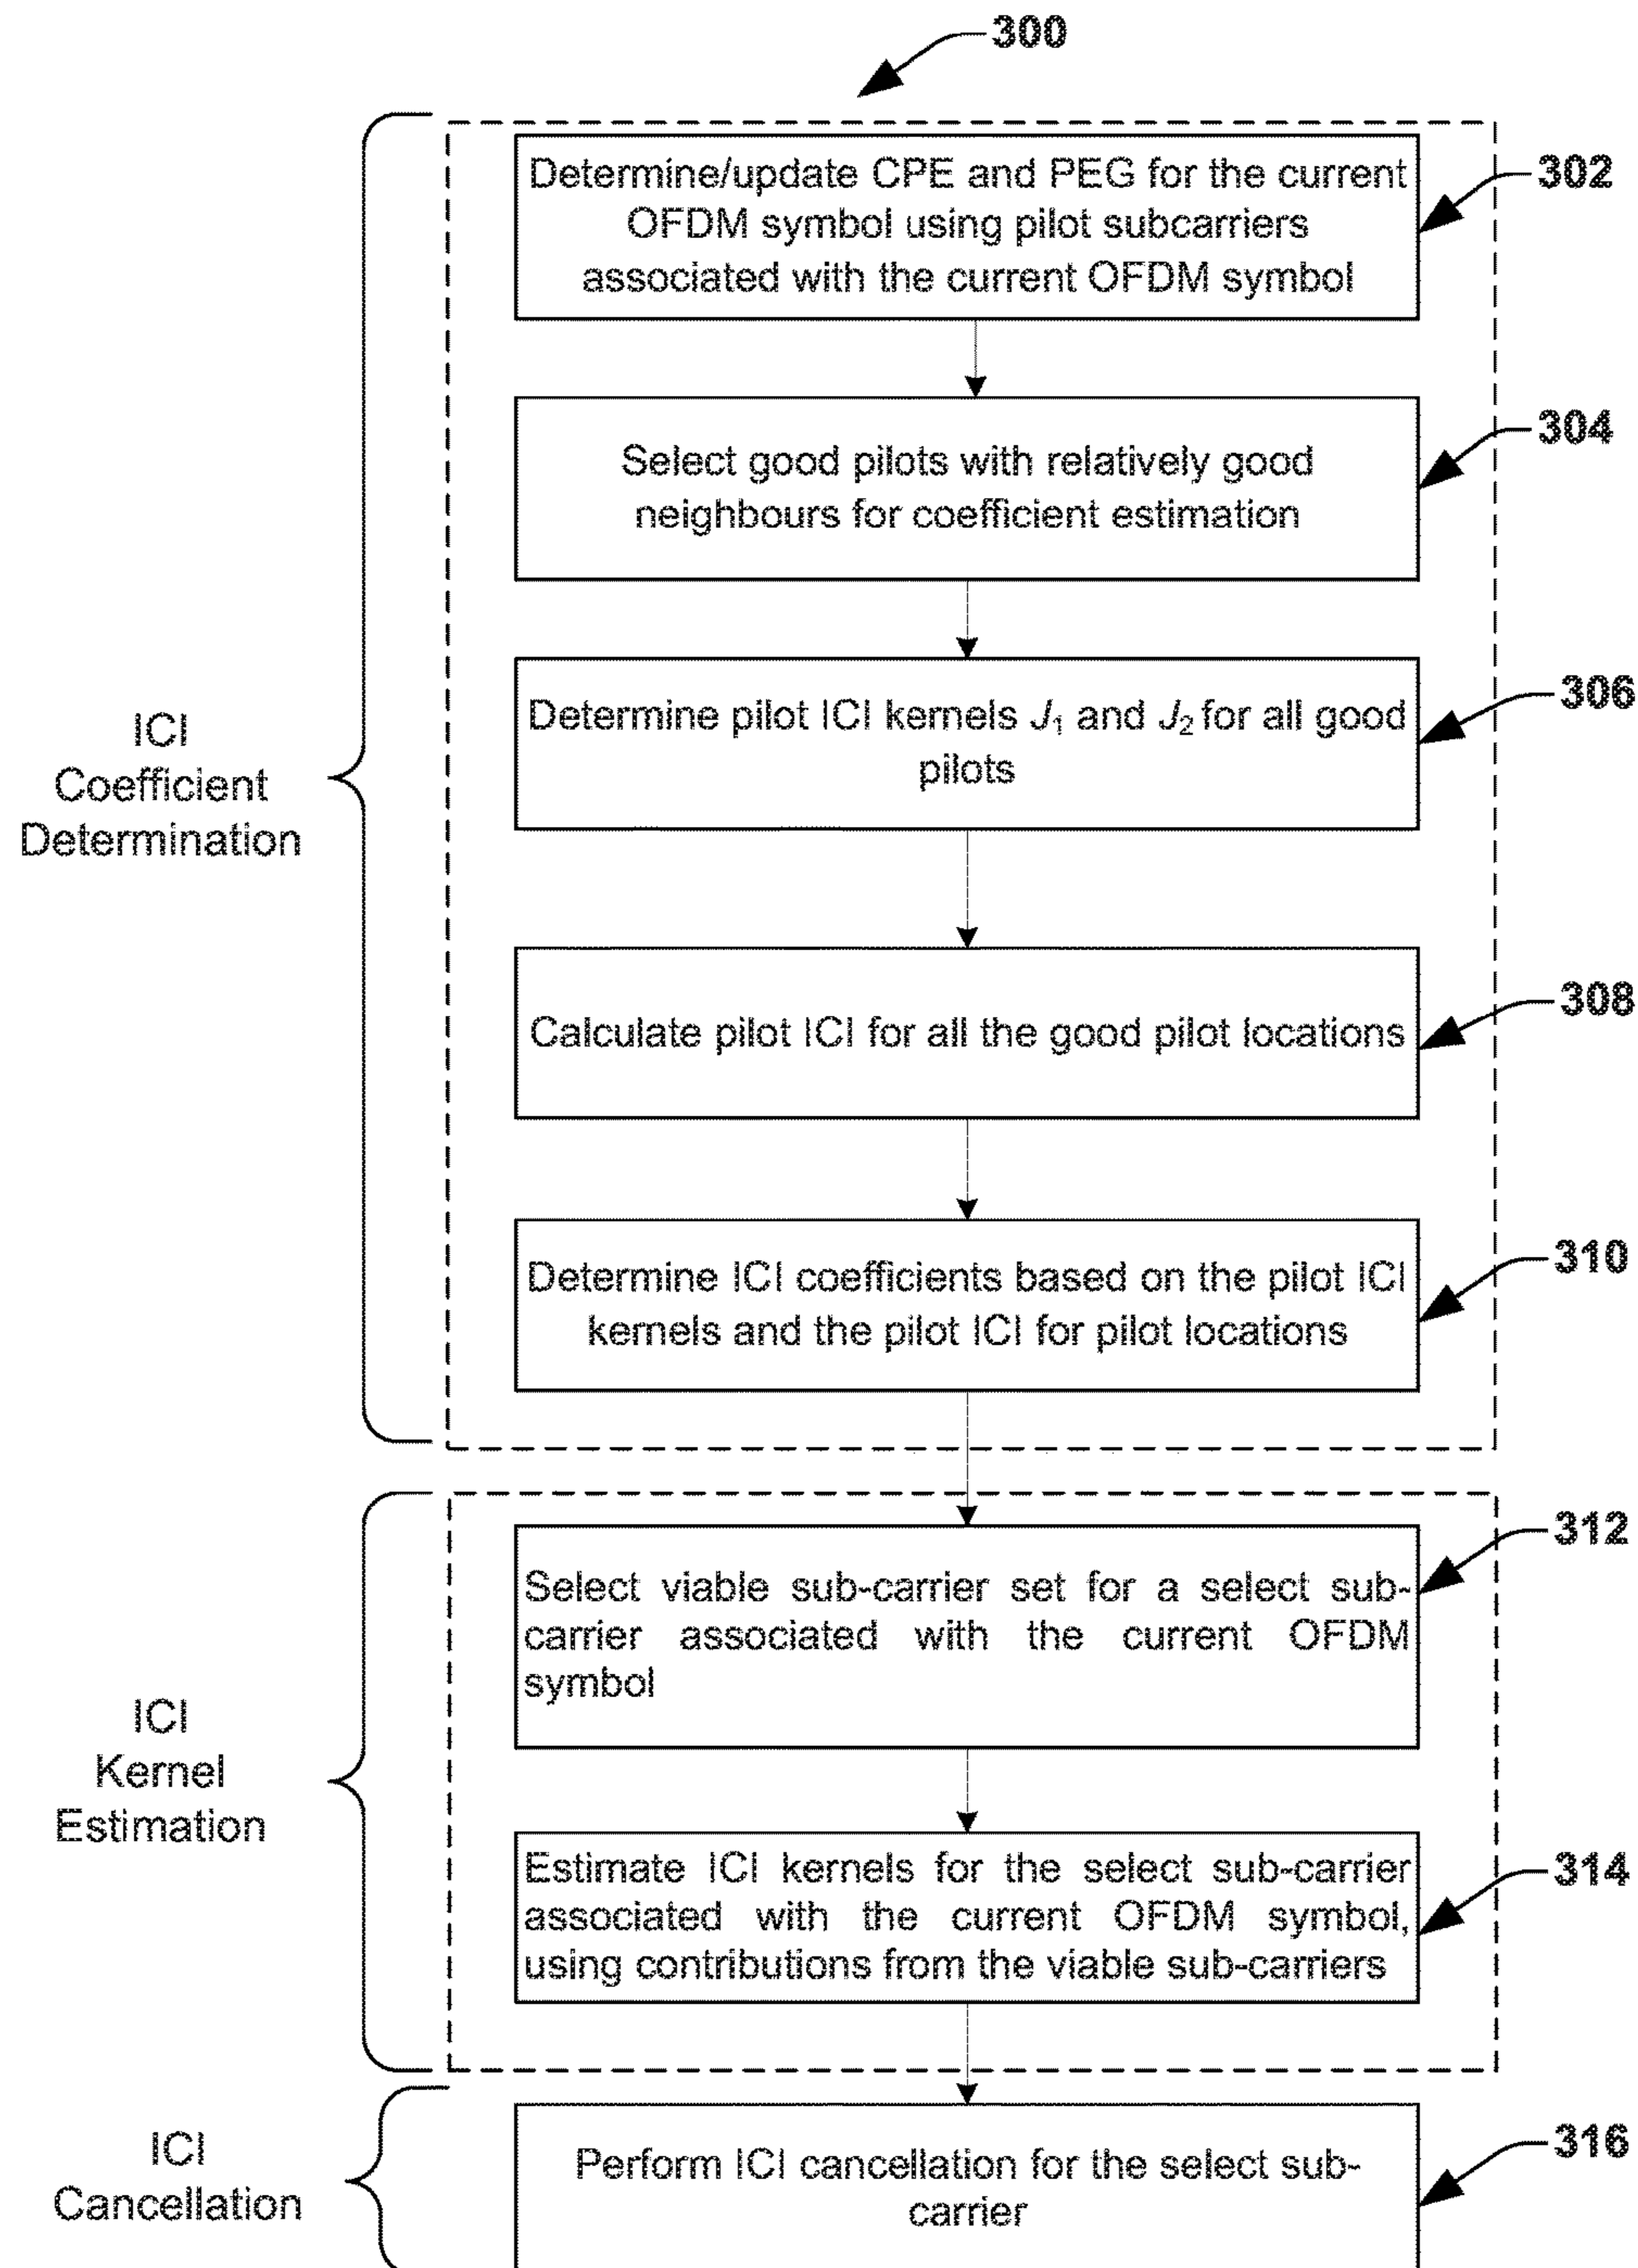 300
Determine/update CPE and PEG for the current
OFDM symbol using pilot subcarriers
associated with the current OFDM symbol
302
Select good pilots with relatively good
neighbours for coefficient estimation
304
Determine pilot ICI kernels J1 and J2 for all good
pilots
306
ICI
Coefficient
Determination
Calculate pilot ICI for all the good pilot locations
308
Determine ICI coefficients based on the pilot ICI
kernels and the pilot ICI for pilot locations
310
Select viable sub-carrier set for a select sub-
carrier associated with the current OFDM
symbol
312
ICI
Kernel
Estimation
Estimate ICI kernels for the select sub-carrier
associated with the current OFDM symbol,
using contributions from the viable sub-carriers
314
ICI
Cancellation
Perform ICI cancellation for the select sub-
carrier
316